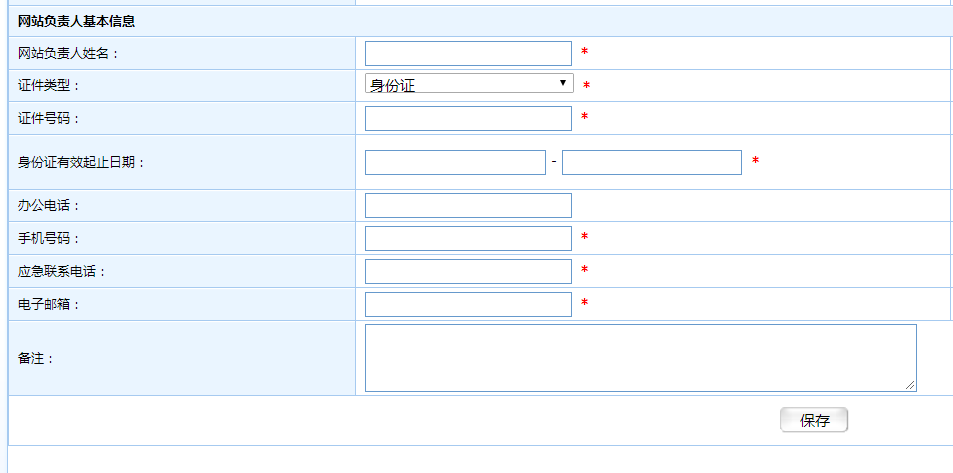 网站负责人基本信息
网站负责人姓名： *
证件类型： 身份证 *
证件号码： *
身份证有效起止日期： - *
办公电话：
手机号码： *
应急联系电话： *
电子邮箱： *
备注：
保存